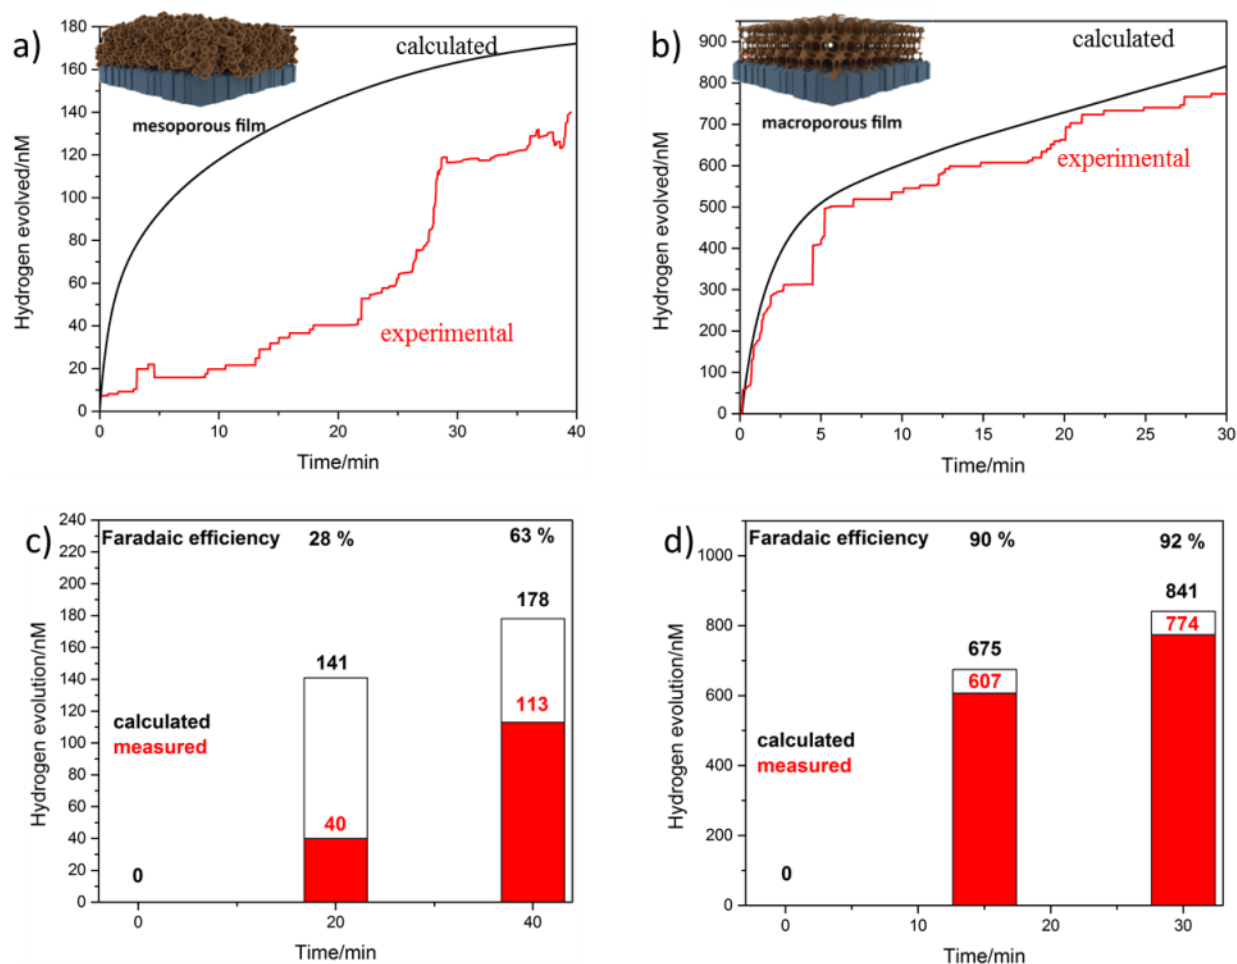 a)
180
160
140
120
100
80
60
40
20
0
Hydrogen evolved/nM
calculated
mesoporous film
experimental
0 10 20 30 40
Time/min
b)
900
800
700
600
500
400
300
200
100
0
Hydrogen evolved/nM
calculated
macroporous film
experimental
0 5 10 15 20 25 30
Time/min
c)
240
220
200
180
160
140
120
100
80
60
40
20
0
Hydrogen evolution/nM
Faradaic efficiency 28 % 63 %
178
141
113
calculated
measured
40
0
0 20 40
Time/min
d)
1000
800
600
400
200
0
Hydrogen evolution/nM
Faradaic efficiency 90 % 92 %
841
774
675
607
calculated
measured
0
0 10 20 30
Time/min